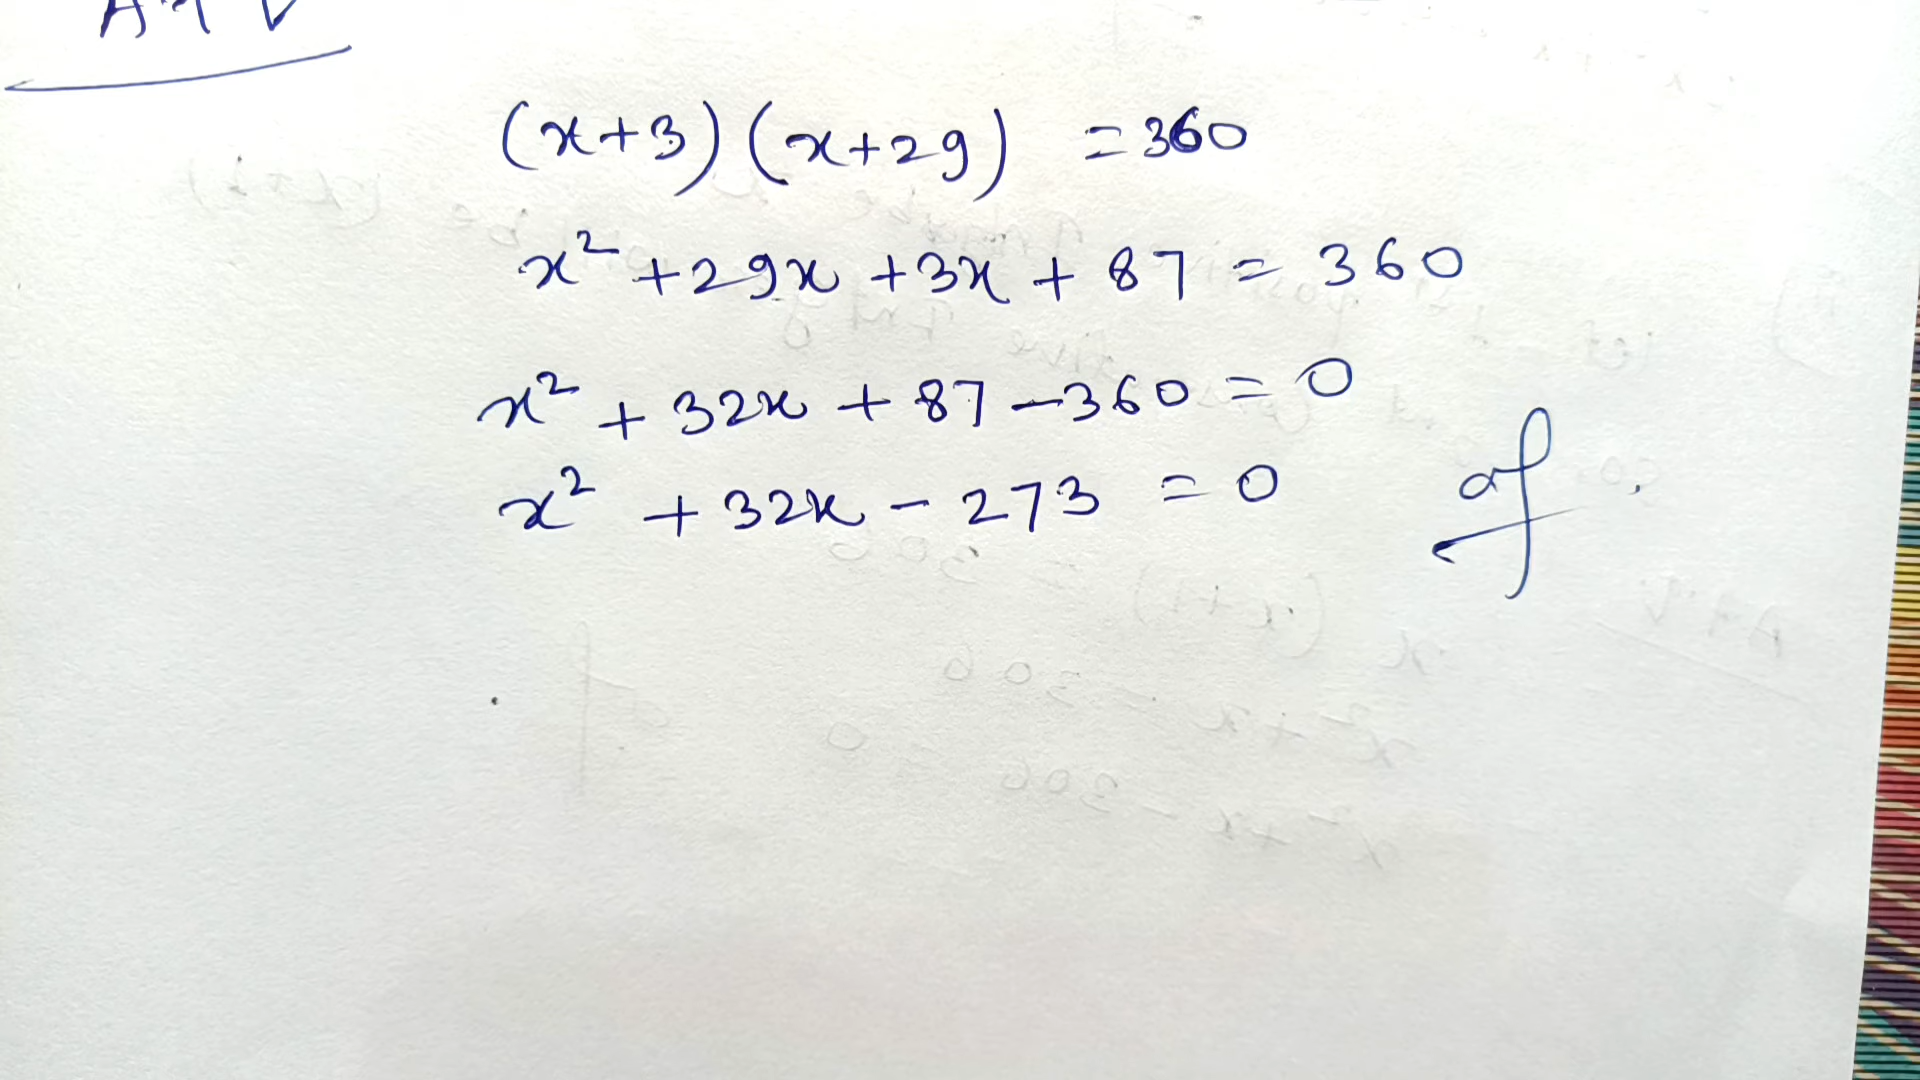 (x+3) (x+29) = 360
x² + 29x + 3x + 87 = 360
x² + 32x + 87 - 360 = 0
x² + 32x - 273 = 0